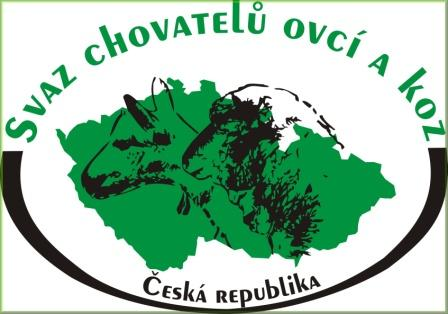 Svaz chovatelů ovcí a koz
Česká republika